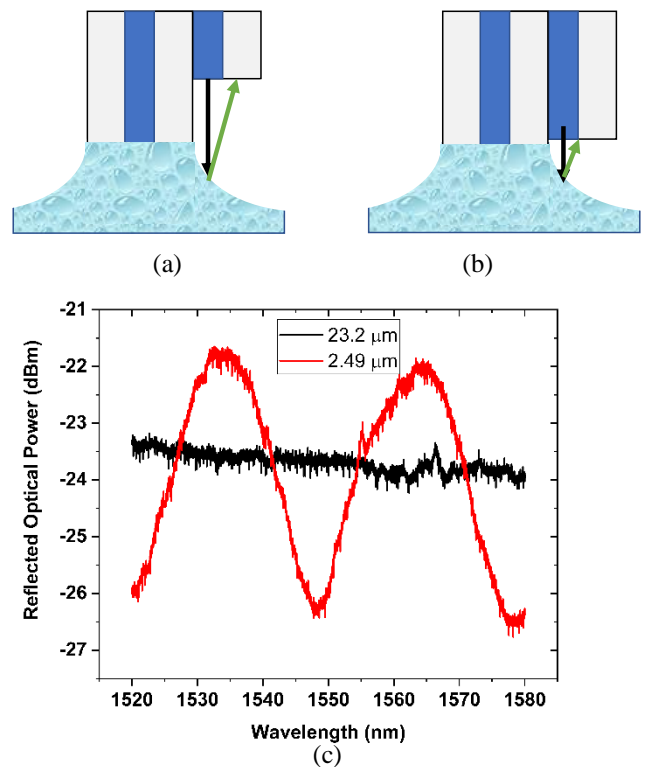 (a)
(b)
-21
-22
-23
-24
-25
-26
-27
Reflected Optical Power (dBm)
23.2 μm
2.49 μm
1520 1530 1540 1550 1560 1570 1580
Wavelength (nm)
(c)